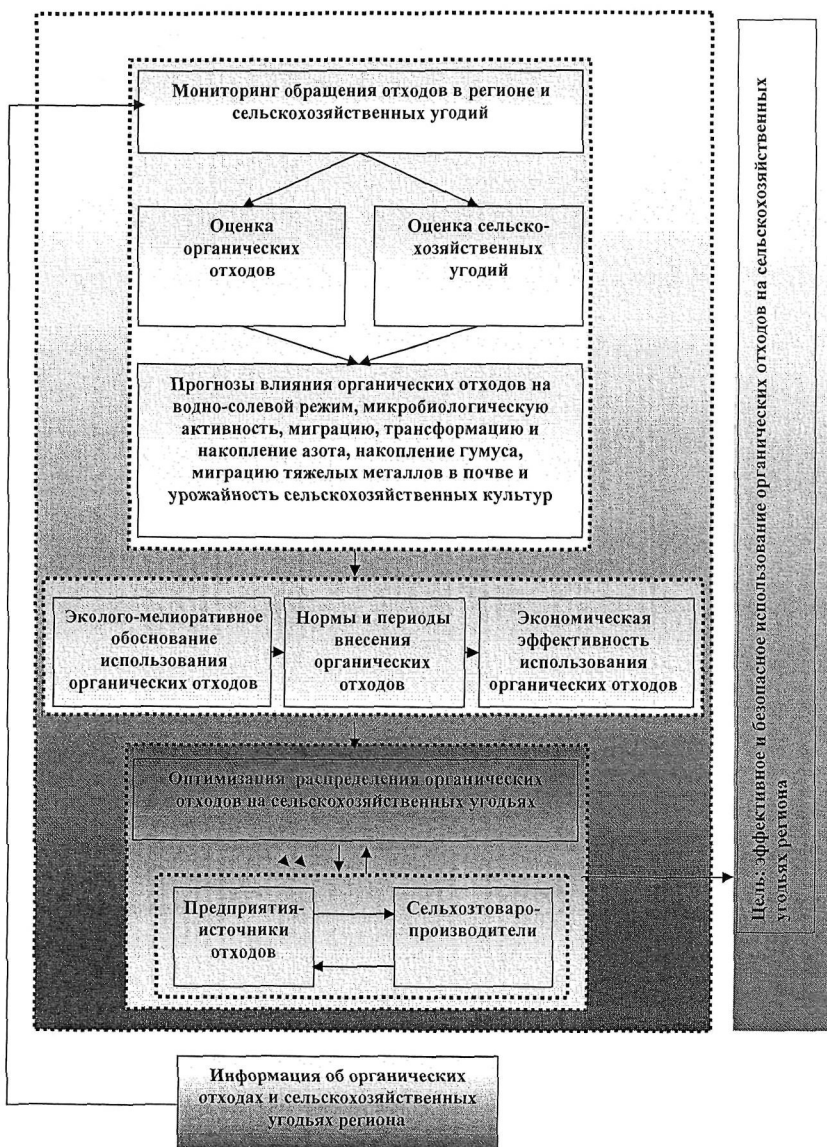 Мониторинг обращения отходов в регионе и
сельскохозяйственных угодий
Оценка
органических
отходов
Оценка сельско-
хозяйственных
угодий
Прогнозы влияния органических отходов на
водно-солевой режим, микробиологическую
активность, миграцию, трансформацию и
накопление азота, накопление гумуса,
миграцию тяжелых металлов в почве и
урожайность сельскохозяйственных культур
Эколого-мелиоративное
обоснование
использования
органических отходов
Нормы и периоды
внесения
органических
отходов
Экономическая
эффективность
использования
органических отходов
Оптимизация распределения органических
отходов на сельскохозяйственных угодьях
Предприятия-
источники
отходов
Сельхозтоваро-
производители
Цель: эффективное и безопасное использование органических отходов на сельскохозяйственных
угодьях региона
Информация об органических
отходах и сельскохозяйственных
угодьях региона